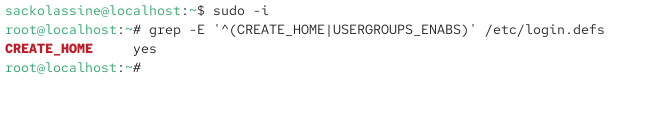 sackolassine@localhost:~$ sudo -i
root@localhost:~# grep -E '^(CREATE_HOME|USERGROUPS_ENABS)' /etc/login.defs
CREATE_HOME     yes
root@localhost:~#